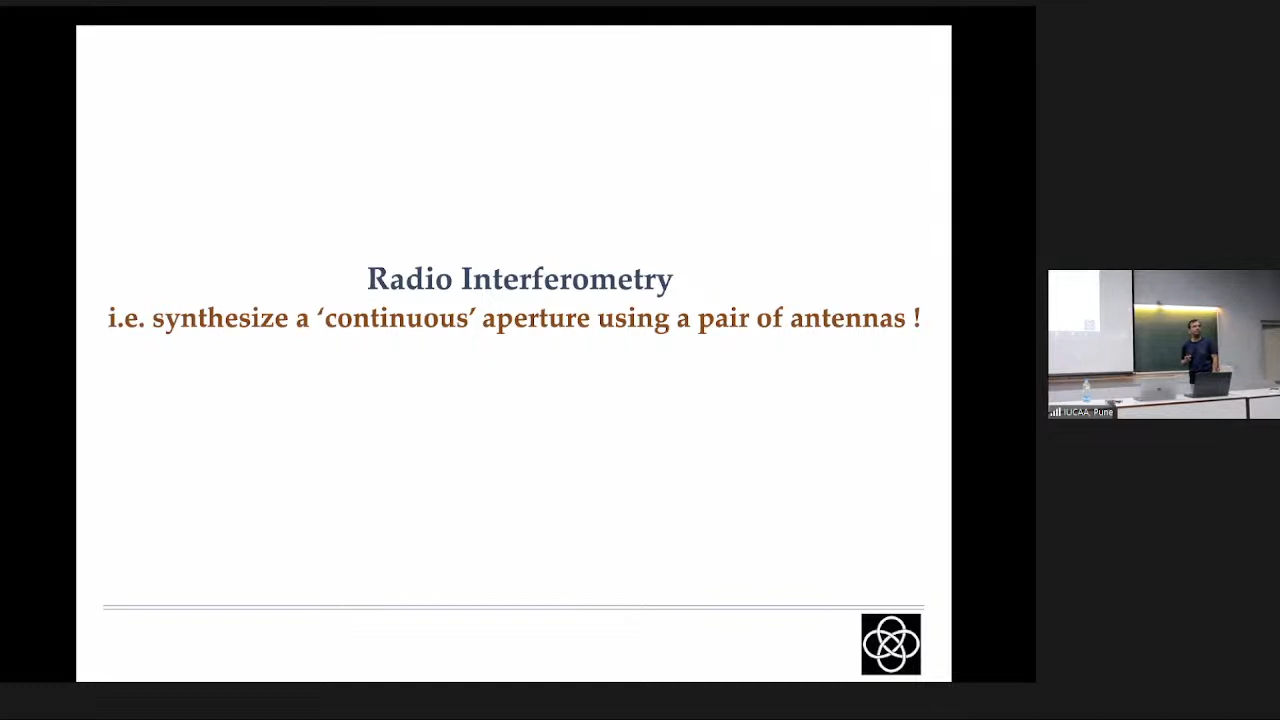 Radio Interferometry
i.e. synthesize a ‘continuous’ aperture using a pair of antennas !
IUCAA, Pune